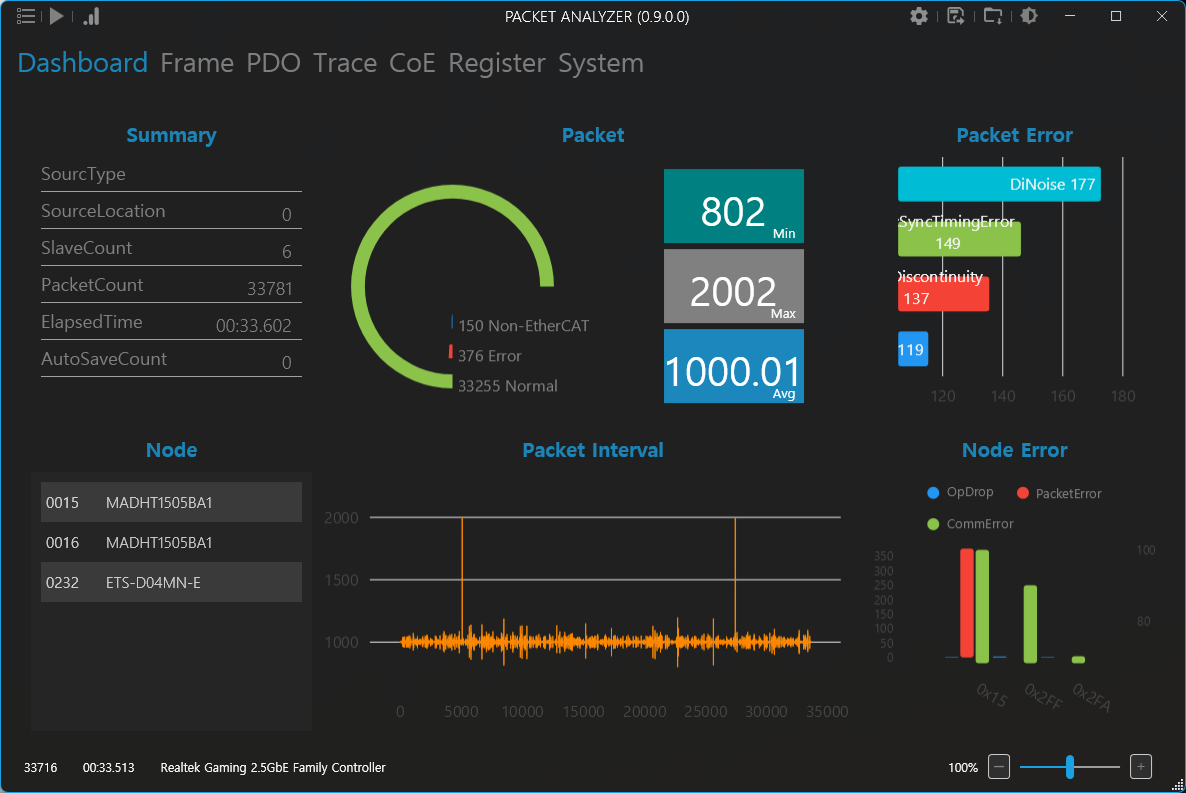 PACKET ANALYZER (0.9.0.0)
Dashboard Frame PDO Trace CoE Register System
Summary
SourcType
SourceLocation 0
SlaveCount 6
PacketCount 33781
ElapsedTime 00:33.602
AutoSaveCount 0
Packet
150 Non-EtherCAT
376 Error
33255 Normal
802
Min
2002
Max
1000.01
Avg
Packet Error
DiNoise 177
SyncTimingError
149
Discontinuity
137
119
120 140 160 180
Node
0015 MADHT1505BA1
0016 MADHT1505BA1
0232 ETS-D04MN-E
Packet Interval
2000
1500
1000
0 5000 10000 15000 20000 25000 30000 35000
Node Error
OpDrop PacketError
CommError
350
300
250
200
150
100
50
0
100
80
0x15 0x2FF 0x2FA
33716 00:33.513 Realtek Gaming 2.5GbE Family Controller
100%